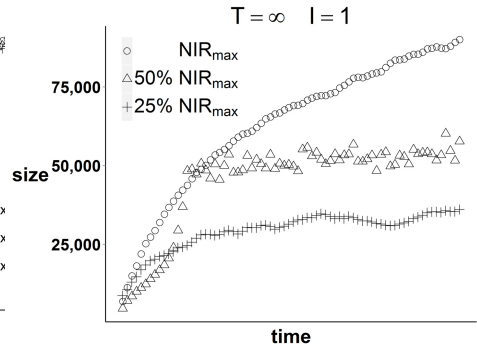 T = ∞ I = 1
NIRmax
50% NIRmax
25% NIRmax
75,000
50,000
25,000
size
x
x
x
time